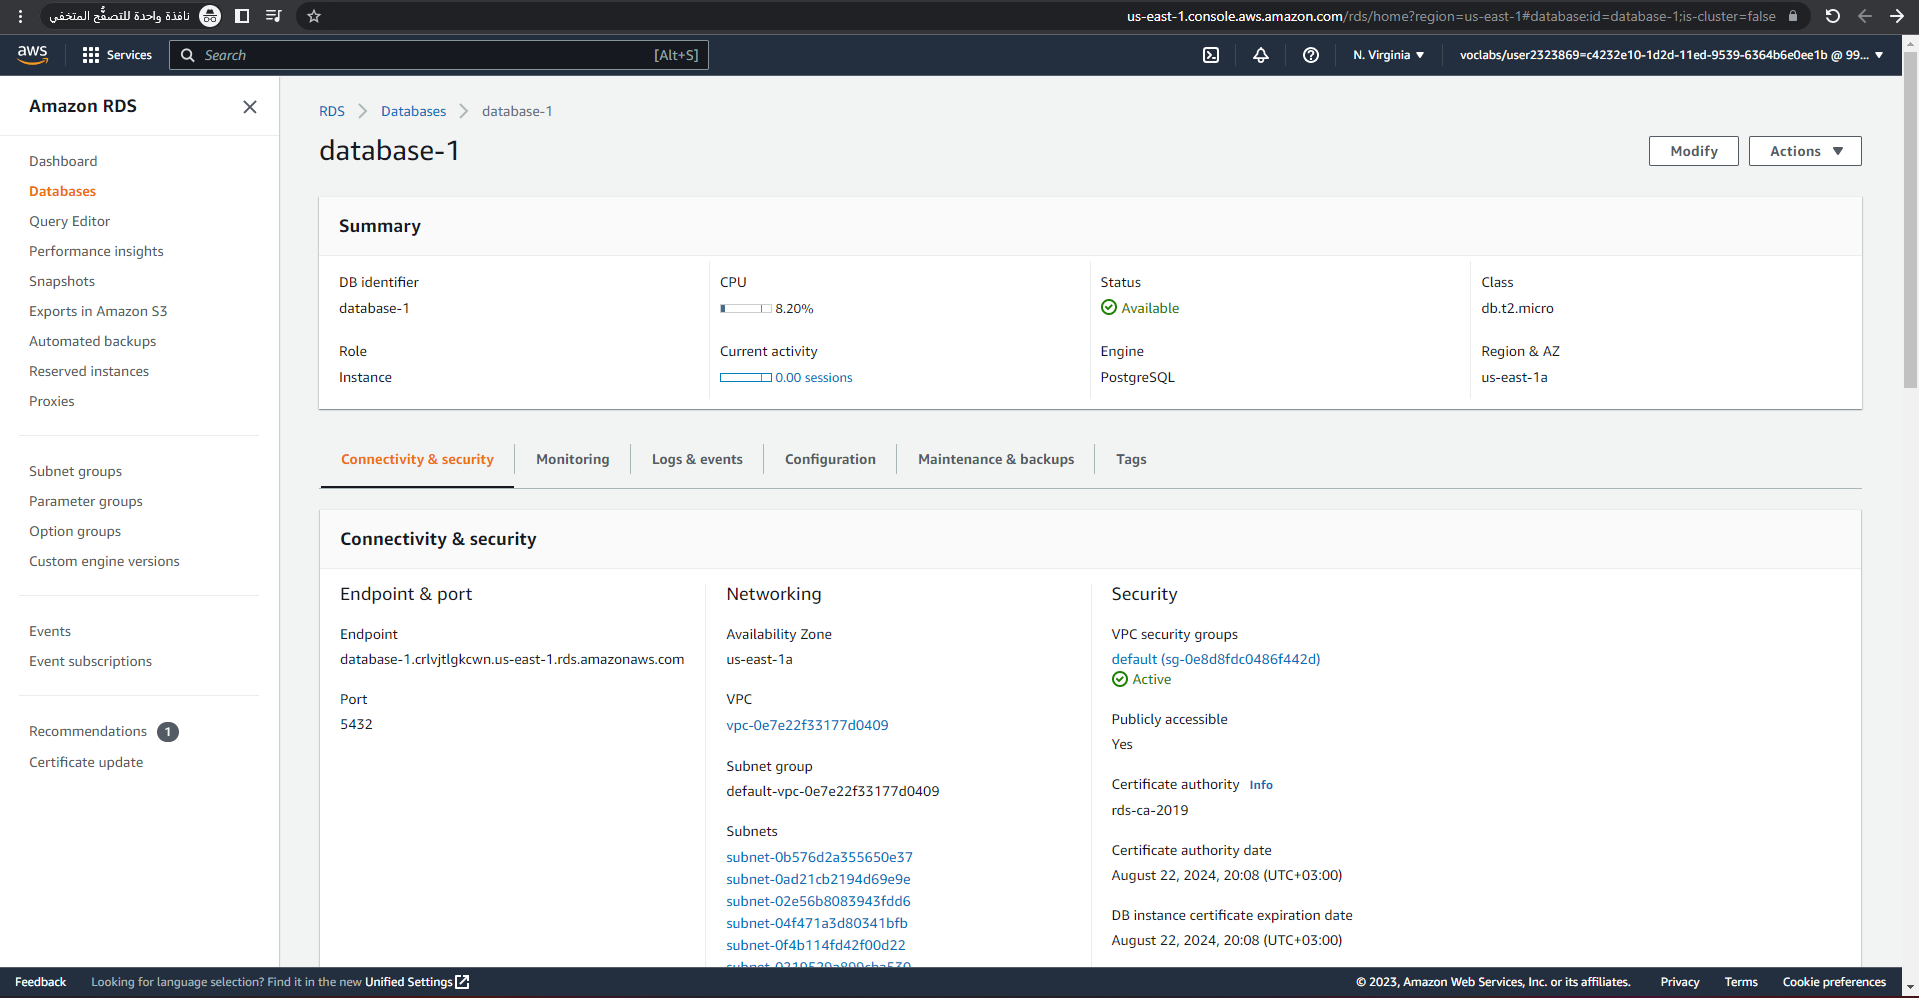 نافذة واحدة للتصفُّح المتخفي
us-east-1.console.aws.amazon.com/rds/home?region=us-east-1#database:id=database-1;is-cluster=false
aws
Services
Search
[Alt+S]
N. Virginia
voclabs/user2323869=c4232e10-1d2d-11ed-9539-6364b6e0ee1b @ 99...
Amazon RDS
Dashboard
Databases
Query Editor
Performance insights
Snapshots
Exports in Amazon S3
Automated backups
Reserved instances
Proxies
Subnet groups
Parameter groups
Option groups
Custom engine versions
Events
Event subscriptions
Recommendations 1
Certificate update
RDS > Databases > database-1
database-1
Modify
Actions
Summary
DB identifier
database-1
CPU
8.20%
Status
Available
Class
db.t2.micro
Role
Instance
Current activity
0.00 sessions
Engine
PostgreSQL
Region & AZ
us-east-1a
Connectivity & security
Monitoring
Logs & events
Configuration
Maintenance & backups
Tags
Connectivity & security
Endpoint & port
Endpoint
database-1.crlvjtlgkcwn.us-east-1.rds.amazonaws.com
Port
5432
Networking
Availability Zone
us-east-1a
VPC
vpc-0e7e22f33177d0409
Subnet group
default-vpc-0e7e22f33177d0409
Subnets
subnet-0b576d2a355650e37
subnet-0ad21cb2194d69e9e
subnet-02e56b8083943fdd6
subnet-04f471a3d80341bfb
subnet-0f4b114fd42f00d22
Security
VPC security groups
default (sg-0e8d8fdc0486f442d)
Active
Publicly accessible
Yes
Certificate authority Info
rds-ca-2019
Certificate authority date
August 22, 2024, 20:08 (UTC+03:00)
DB instance certificate expiration date
August 22, 2024, 20:08 (UTC+03:00)
Feedback
Looking for language selection? Find it in the new Unified Settings
© 2023, Amazon Web Services, Inc. or its affiliates.
Privacy
Terms
Cookie preferences